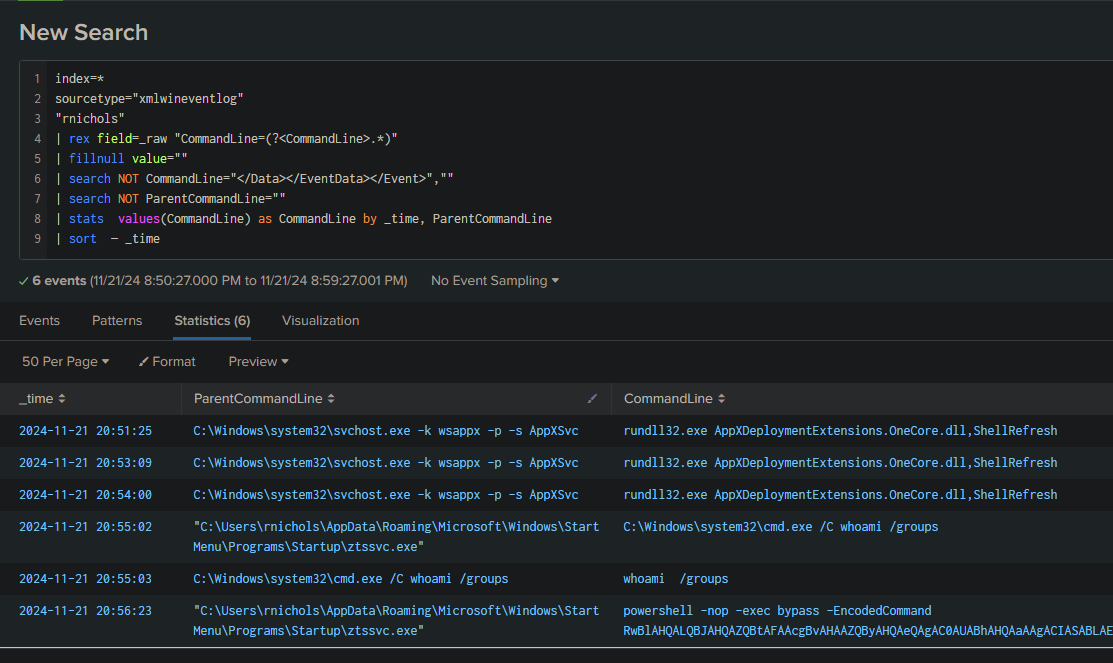 New Search
1 index=*
2 sourcetype="xmlwineventlog"
3 "rnichols"
4 | rex field=_raw "CommandLine=(?<CommandLine>.*)"
5 | fillnull value=""
6 | search NOT CommandLine="</Data></EventData></Event>",""
7 | search NOT ParentCommandLine=""
8 | stats  values(CommandLine) as CommandLine by _time, ParentCommandLine
9 | sort  – _time
✓ 6 events (11/21/24 8:50:27.000 PM to 11/21/24 8:59:27.001 PM) No Event Sampling
Events Patterns Statistics (6) Visualization
50 Per Page Format Preview
_time ParentCommandLine CommandLine
2024-11-21 20:51:25 C:\Windows\system32\svchost.exe -k wsappx -p -s AppXSvc rundll32.exe AppXDeploymentExtensions.OneCore.dll,ShellRefresh
2024-11-21 20:53:09 C:\Windows\system32\svchost.exe -k wsappx -p -s AppXSvc rundll32.exe AppXDeploymentExtensions.OneCore.dll,ShellRefresh
2024-11-21 20:54:00 C:\Windows\system32\svchost.exe -k wsappx -p -s AppXSvc rundll32.exe AppXDeploymentExtensions.OneCore.dll,ShellRefresh
2024-11-21 20:55:02 "C:\Users\rnichols\AppData\Roaming\Microsoft\Windows\Start C:\Windows\system32\cmd.exe /C whoami /groups
Menu\Programs\Startup\ztssvc.exe"
2024-11-21 20:55:03 C:\Windows\system32\cmd.exe /C whoami /groups whoami  /groups
2024-11-21 20:56:23 "C:\Users\rnichols\AppData\Roaming\Microsoft\Windows\Start powershell -nop -exec bypass -EncodedCommand
Menu\Programs\Startup\ztssvc.exe" RwBlAHQALQBJAHQAZQBtAFAAcgBvAHAAZQByAHQAeQAgAC0AUABhAHQAaAAgACIASABLAE